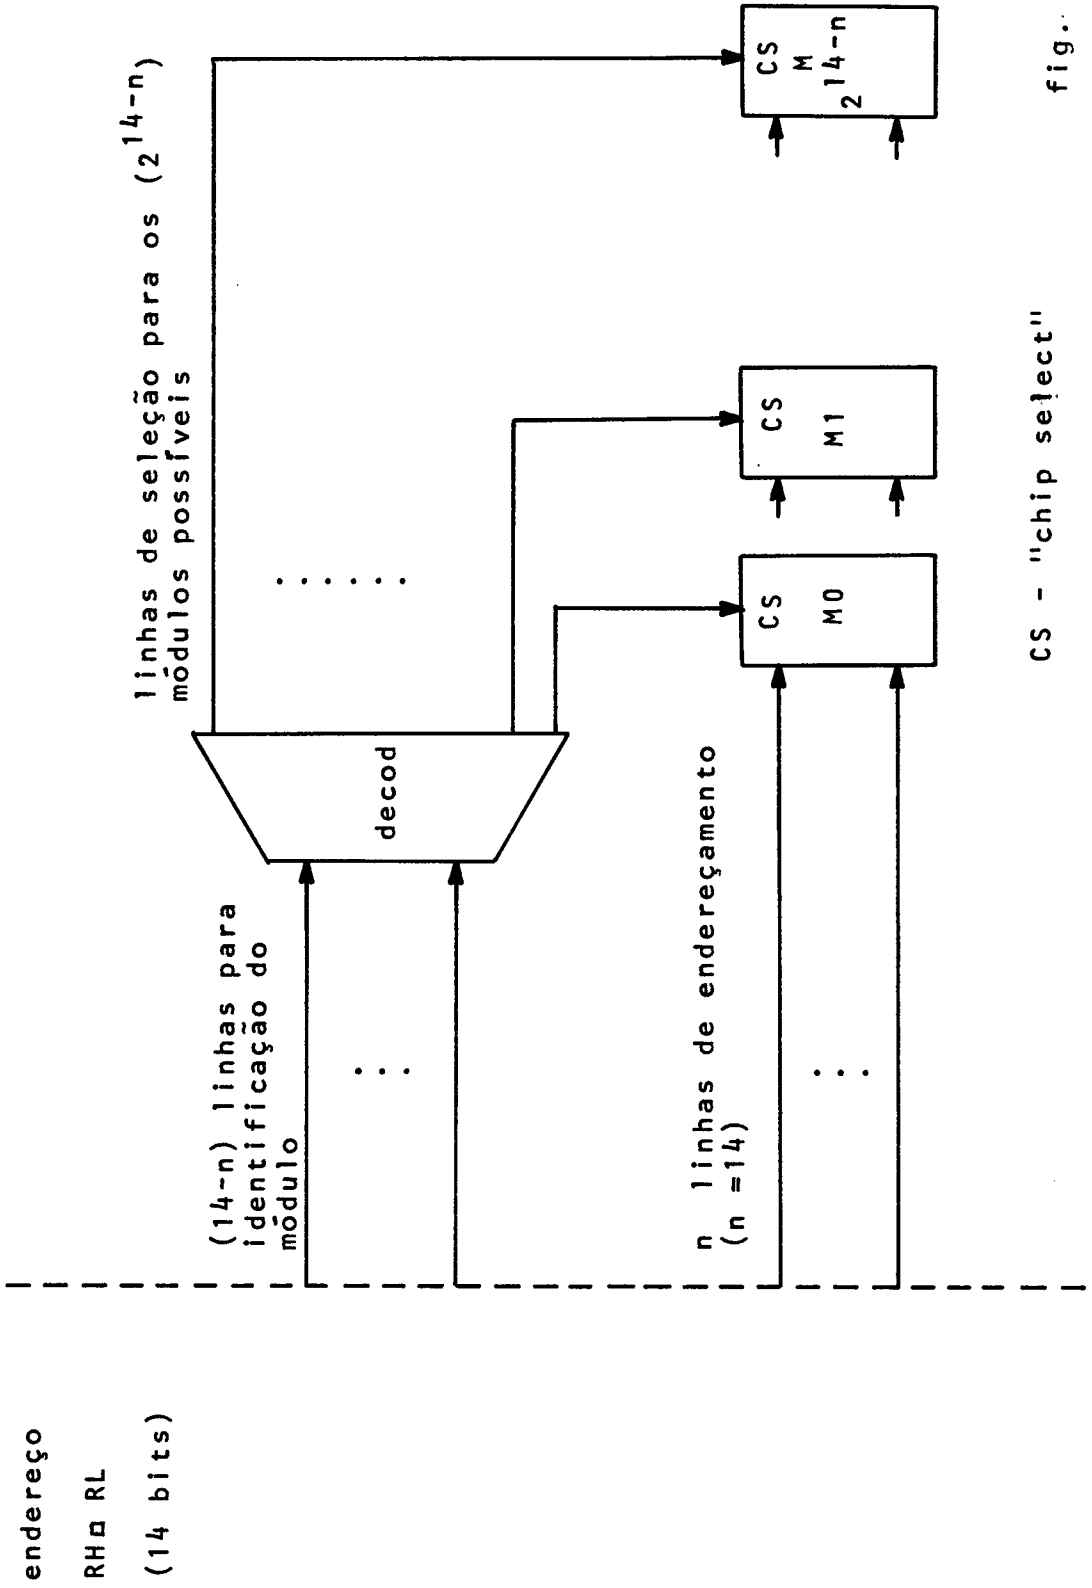 endereço
RH¤ RL
(14 bits)
(14-n) linhas para
identificação do
módulo
linhas de seleção para os (2^14-n)
módulos possíveis
decod
n linhas de endereçamento
(n =14)
CS
M0
CS
M1
CS
M
2^14-n
CS - "chip select"
fig.